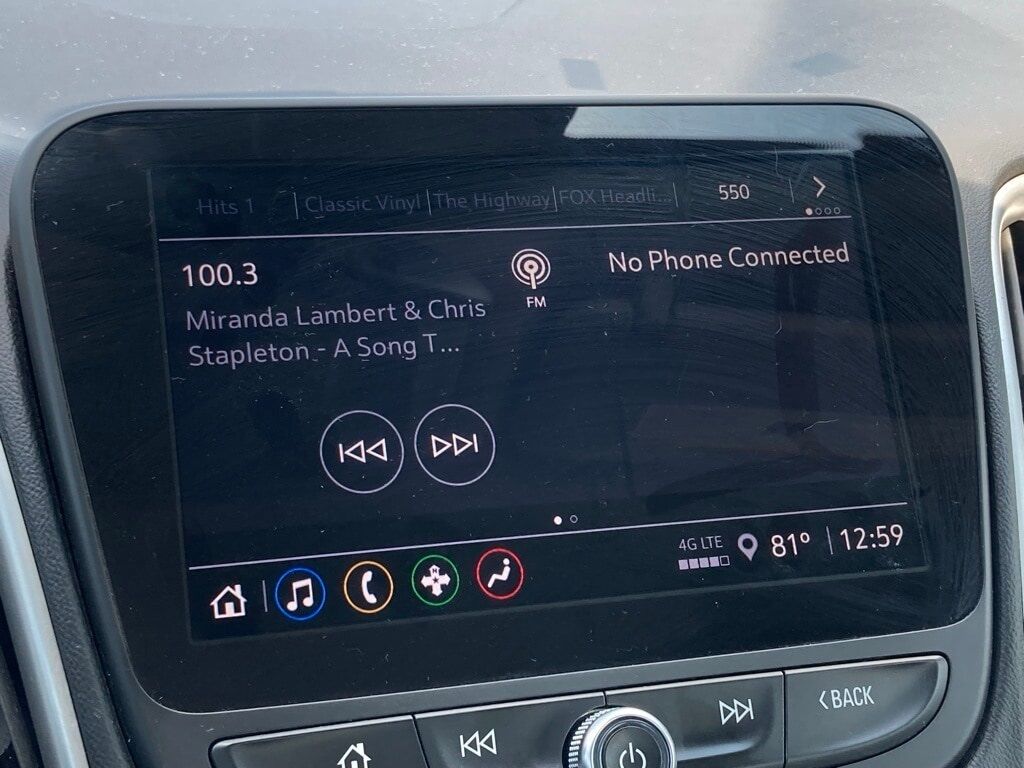 Hits 1 Classic Vinyl The Highway FOX Headli... 550
100.3
FM
No Phone Connected
Miranda Lambert & Chris
Stapleton - A Song T...
4G LTE 81° 12:59
BACK